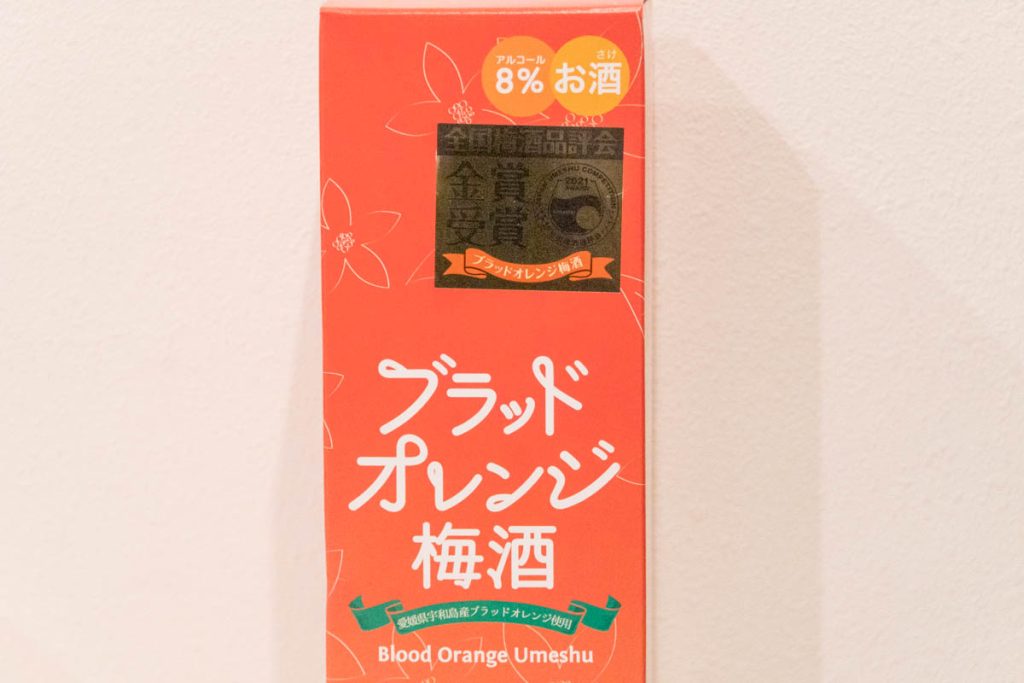 アルコール
8%
さけ
お酒
全国梅酒品評会
金賞
受賞
2021
ブラッドオレンジ梅酒
ブラッド
オレンジ
梅酒
愛媛県宇和島産ブラッドオレンジ使用
Blood Orange Umeshu